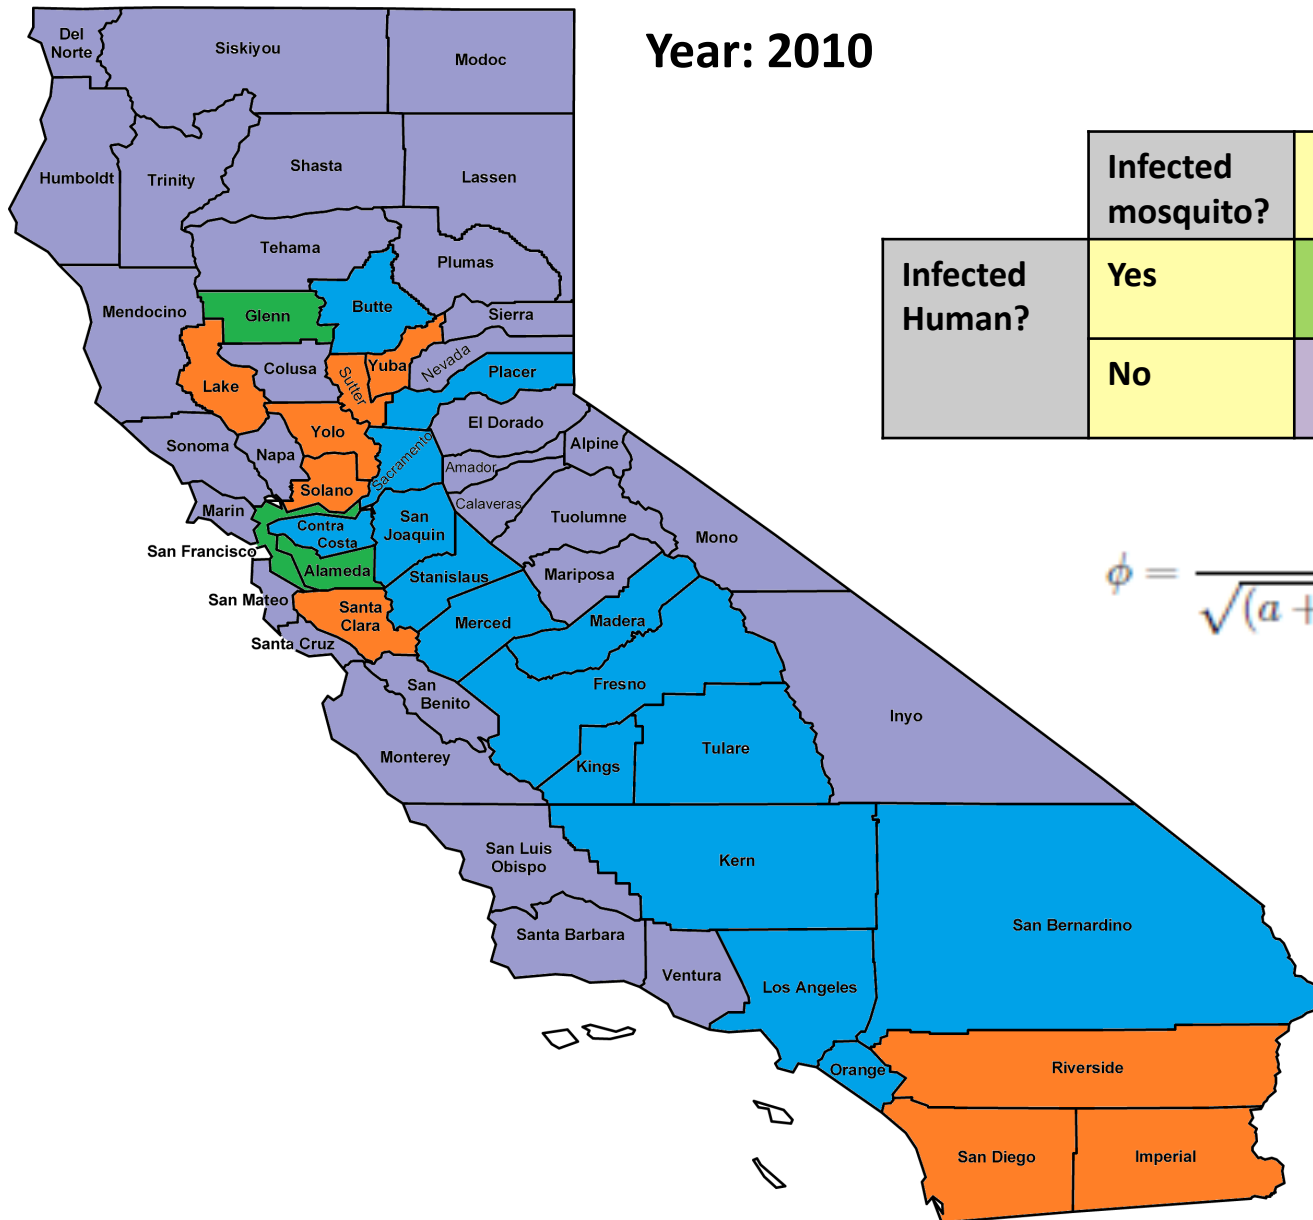 Year: 2010
Del
Norte
Siskiyou
Modoc
Humboldt
Trinity
Shasta
Lassen
Tehama
Plumas
Mendocino
Glenn
Butte
Sierra
Colusa
Yuba
Nevada
Sutter
Placer
Lake
El Dorado
Yolo
Sonoma
Napa
Sacramento
Alpine
Amador
Solano
Calaveras
Marin
San
Joaquin
Contra
Costa
Tuolumne
Mono
San Francisco
Alameda
Stanislaus
Mariposa
San Mateo
Santa
Clara
Merced
Madera
Santa Cruz
San
Benito
Fresno
Inyo
Monterey
Kings
Tulare
San Luis
Obispo
Kern
Santa Barbara
Ventura
Los Angeles
San Bernardino
Orange
Riverside
San Diego
Imperial
Infected
mosquito?
Infected
Human?
Yes
No
ϕ =
√(a +